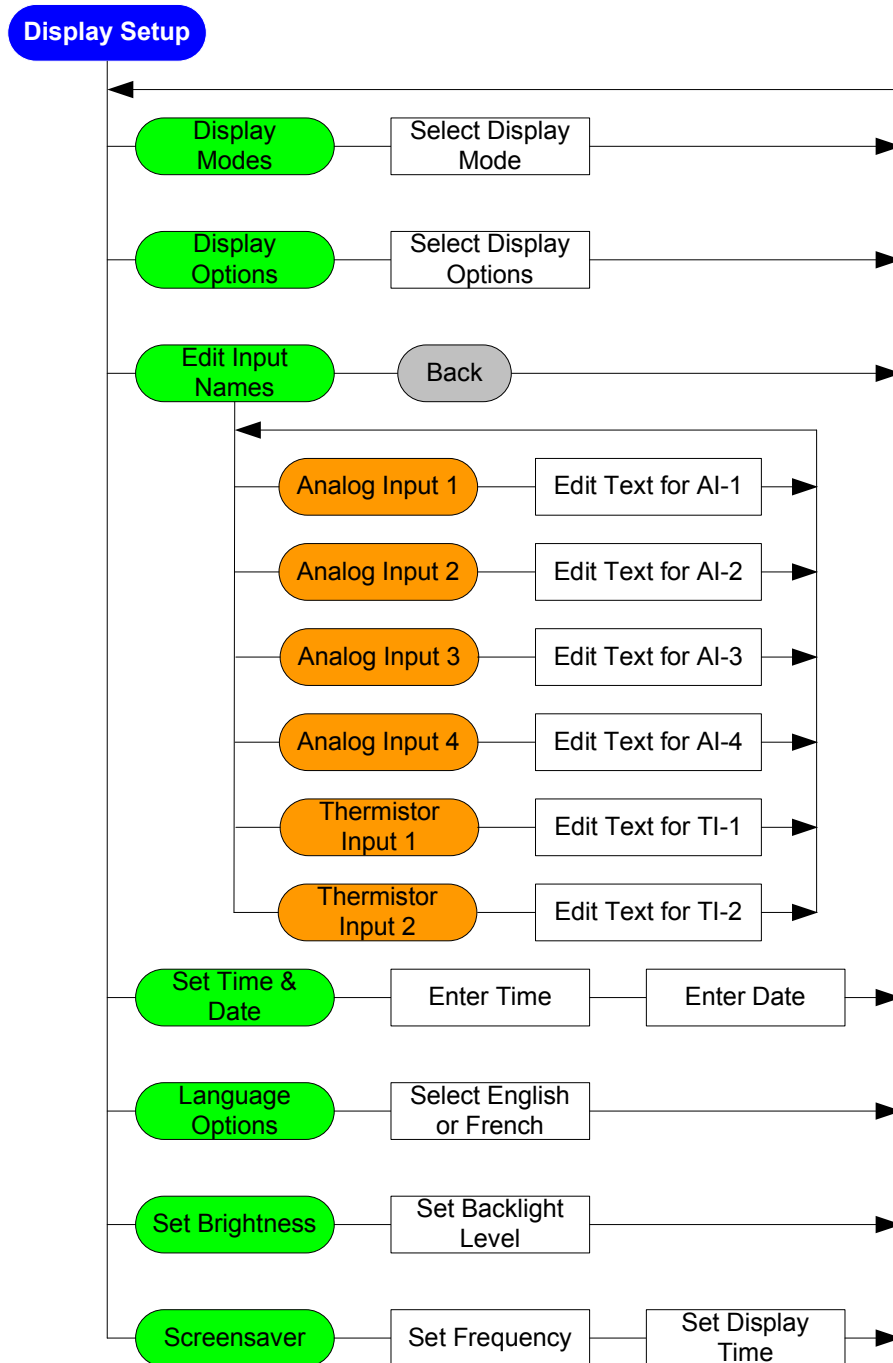 Display Setup
Display
Modes
Select Display
Mode
Display
Options
Select Display
Options
Edit Input
Names
Back
Analog Input 1
Edit Text for AI-1
Analog Input 2
Edit Text for AI-2
Analog Input 3
Edit Text for AI-3
Analog Input 4
Edit Text for AI-4
Thermistor
Input 1
Edit Text for TI-1
Thermistor
Input 2
Edit Text for TI-2
Set Time &
Date
Enter Time
Enter Date
Language
Options
Select English
or French
Set Brightness
Set Backlight
Level
Screensaver
Set Frequency
Set Display
Time